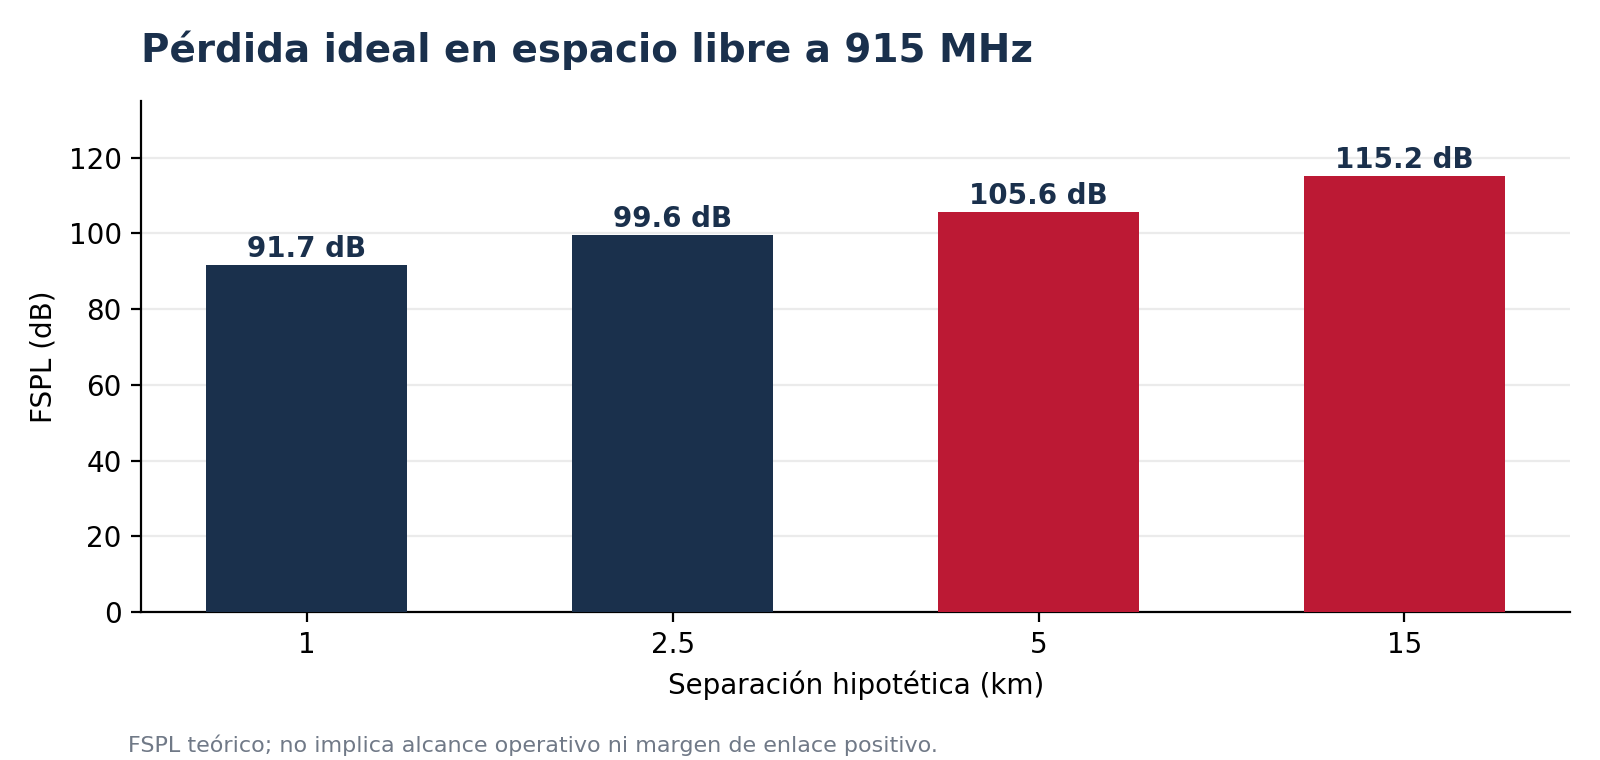 Pérdida ideal en espacio libre a 915 MHz
FSPL (dB)
120
100
80
60
40
20
0
91.7 dB
99.6 dB
105.6 dB
115.2 dB
1
2.5
5
15
Separación hipotética (km)
FSPL teórico; no implica alcance operativo ni margen de enlace positivo.